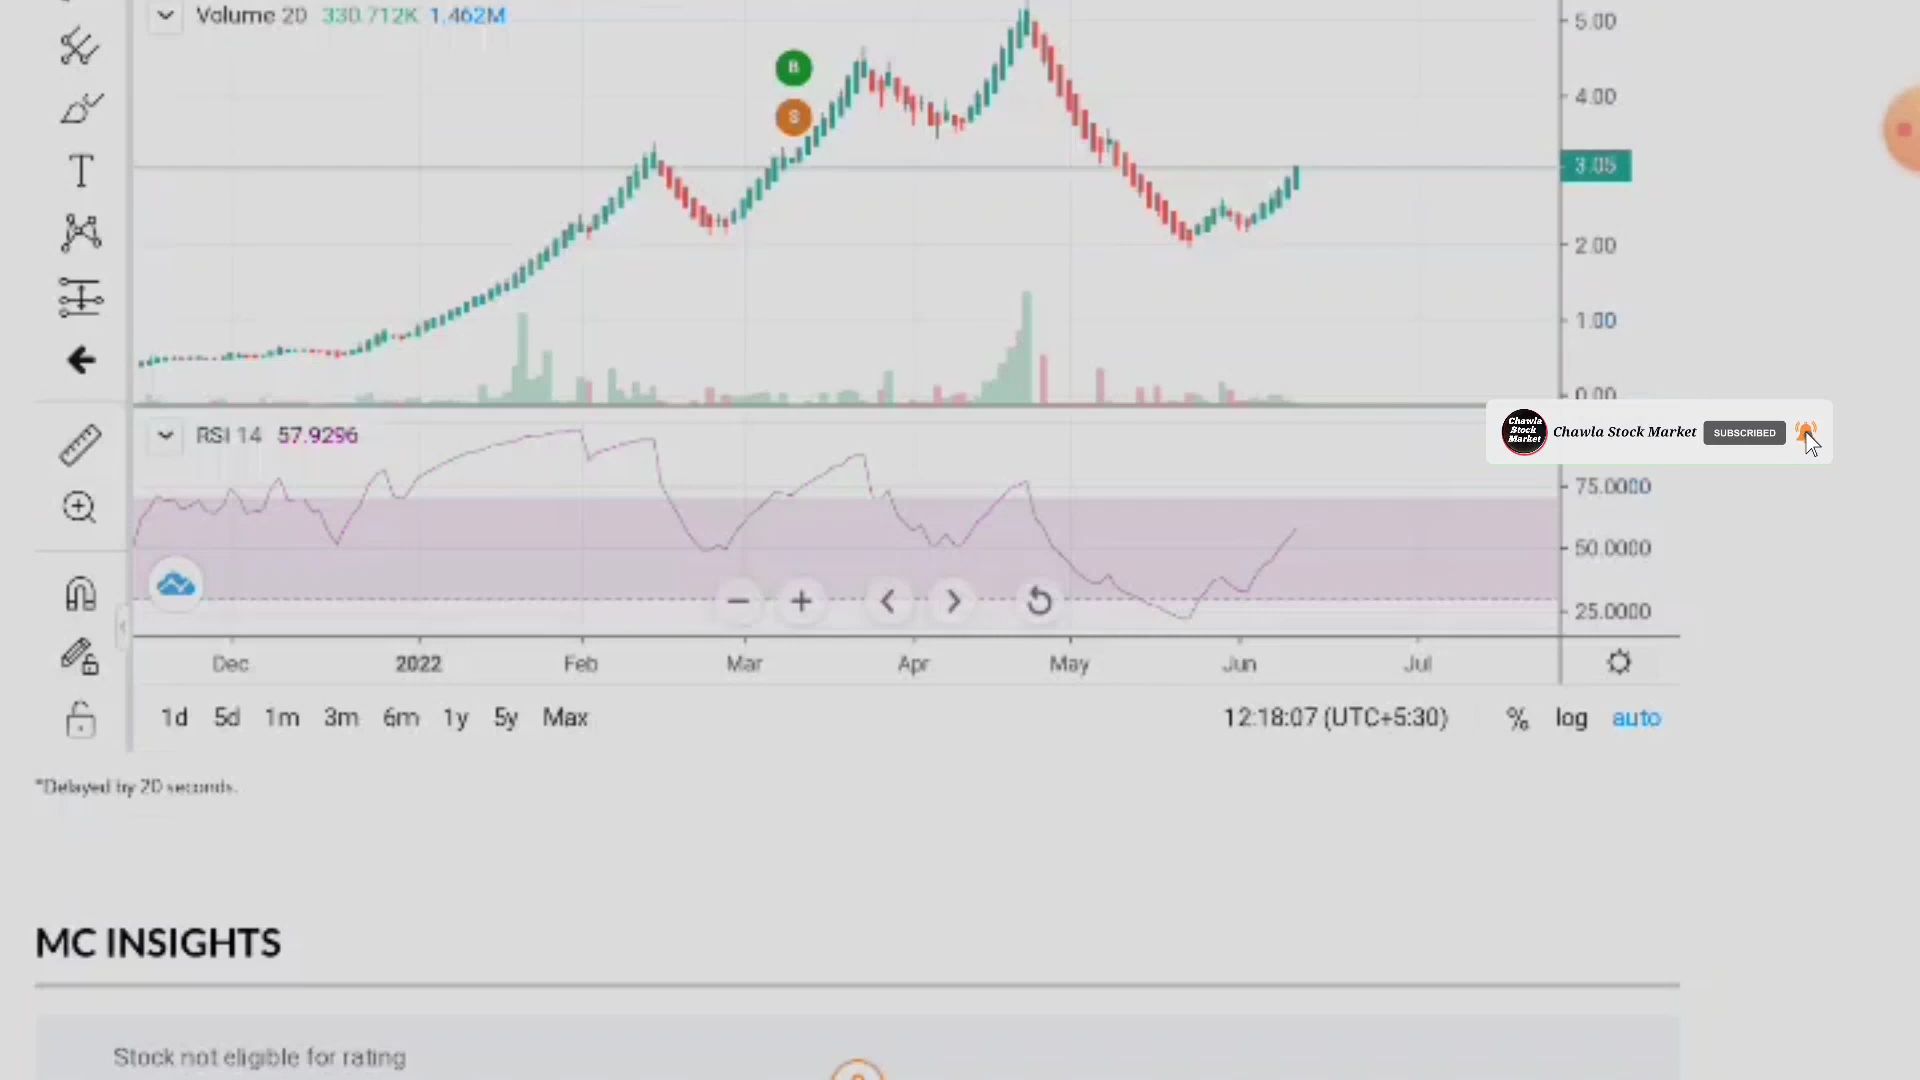 Volume 20 330.712K 1.462M
5.00
B
4.00
S
3.05
2.00
1.00
0.00
RSI 14 57.9296
Chawla Stock Market
Chawla Stock Market SUBSCRIBED
75.0000
50.0000
25.0000
Dec 2022 Feb Mar Apr May Jun Jul
1d 5d 1m 3m 6m 1y 5y Max 12:18:07 (UTC+5:30) % log auto
*Delayed by 20 seconds.
MC INSIGHTS
Stock not eligible for rating